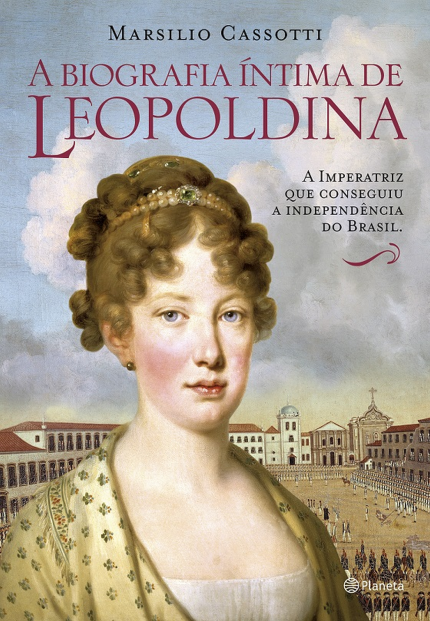 MARSILIO CASSOTTI
A BIOGRAFIA ÍNTIMA DE
LEOPOLDINA
A IMPERATRIZ
QUE CONSEGUIU
A INDEPENDÊNCIA
DO BRASIL.
Planeta